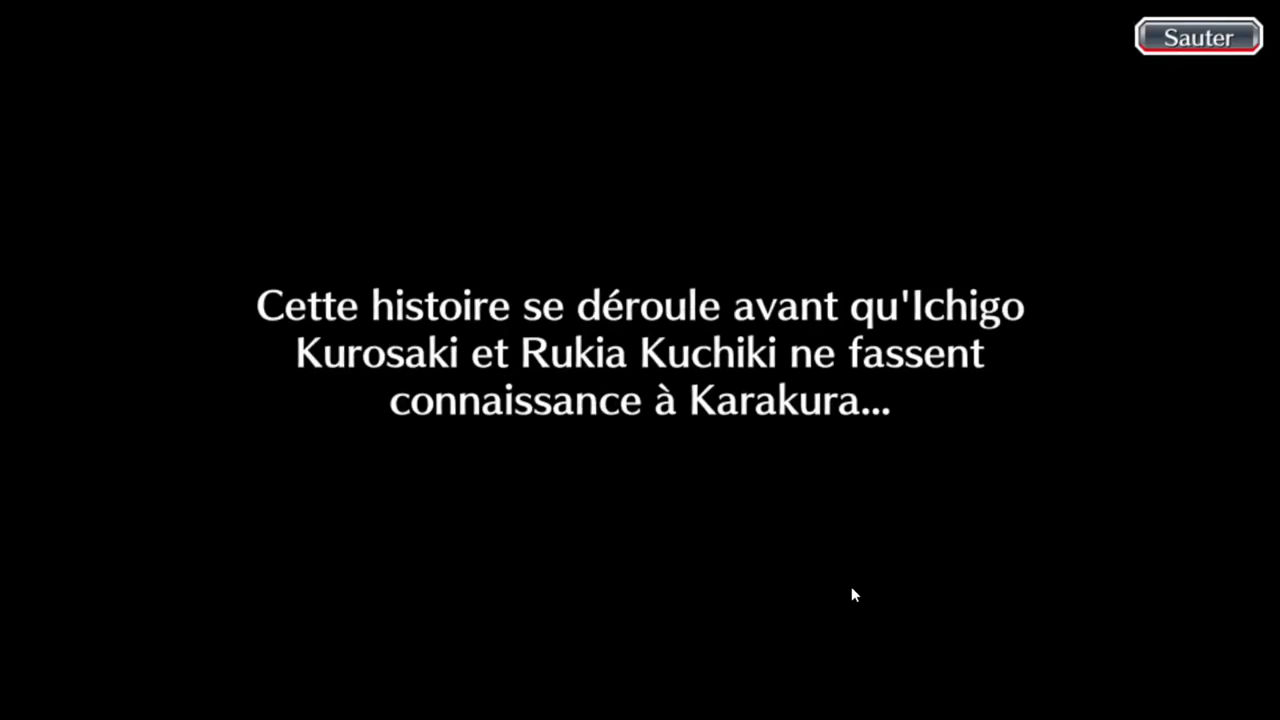 Sauter
Cette histoire se déroule avant qu'Ichigo
Kurosaki et Rukia Kuchiki ne fassent
connaissance à Karakura...